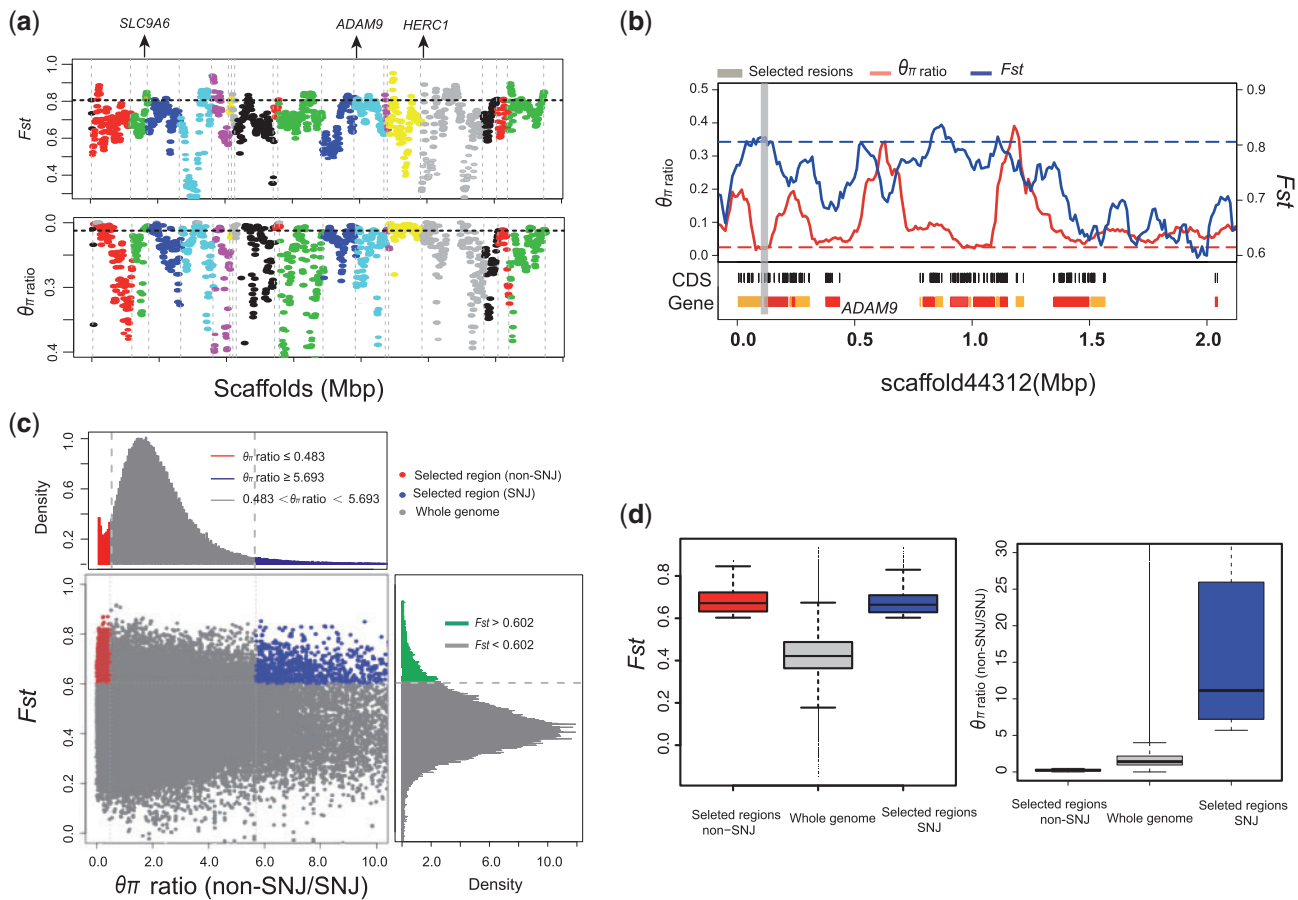 (a)
SLC9A6 ADAM9 HERC1
1.0
0.8
0.6
0.4
Fst
0.0
0.3
0.4
θπ ratio
Scaffolds (Mbp)
(b)
Selected resions θπ ratio Fst
0.5
0.4
0.3
0.2
0.1
0.0
θπ ratio
0.9
0.8
0.7
0.6
Fst
CDS
Gene
ADAM9
0.0 0.5 1.0 1.5 2.0
scaffold44312(Mbp)
(c)
1.0
0.6
0.2
Density
θπ ratio ≤ 0.483
θπ ratio ≥ 5.693
0.483 < θπ ratio < 5.693
Selected region (non-SNJ)
Selected region (SNJ)
Whole genome
1.0
0.8
0.6
0.4
0.2
0.0
Fst
Fst > 0.602
Fst < 0.602
0.0 2.0 4.0 6.0 8.0 10.0
θπ ratio (non-SNJ/SNJ)
2.0 6.0 10.0
Density
(d)
0.8
0.6
0.4
0.2
0.0
Fst
Seleted regions
non−SNJ
Whole genome
Selected regions
SNJ
30
25
20
15
10
5
0
θπ ratio (non-SNJ/SNJ)
Selected regions
non-SNJ
Whole genome
Seleted regions
SNJ